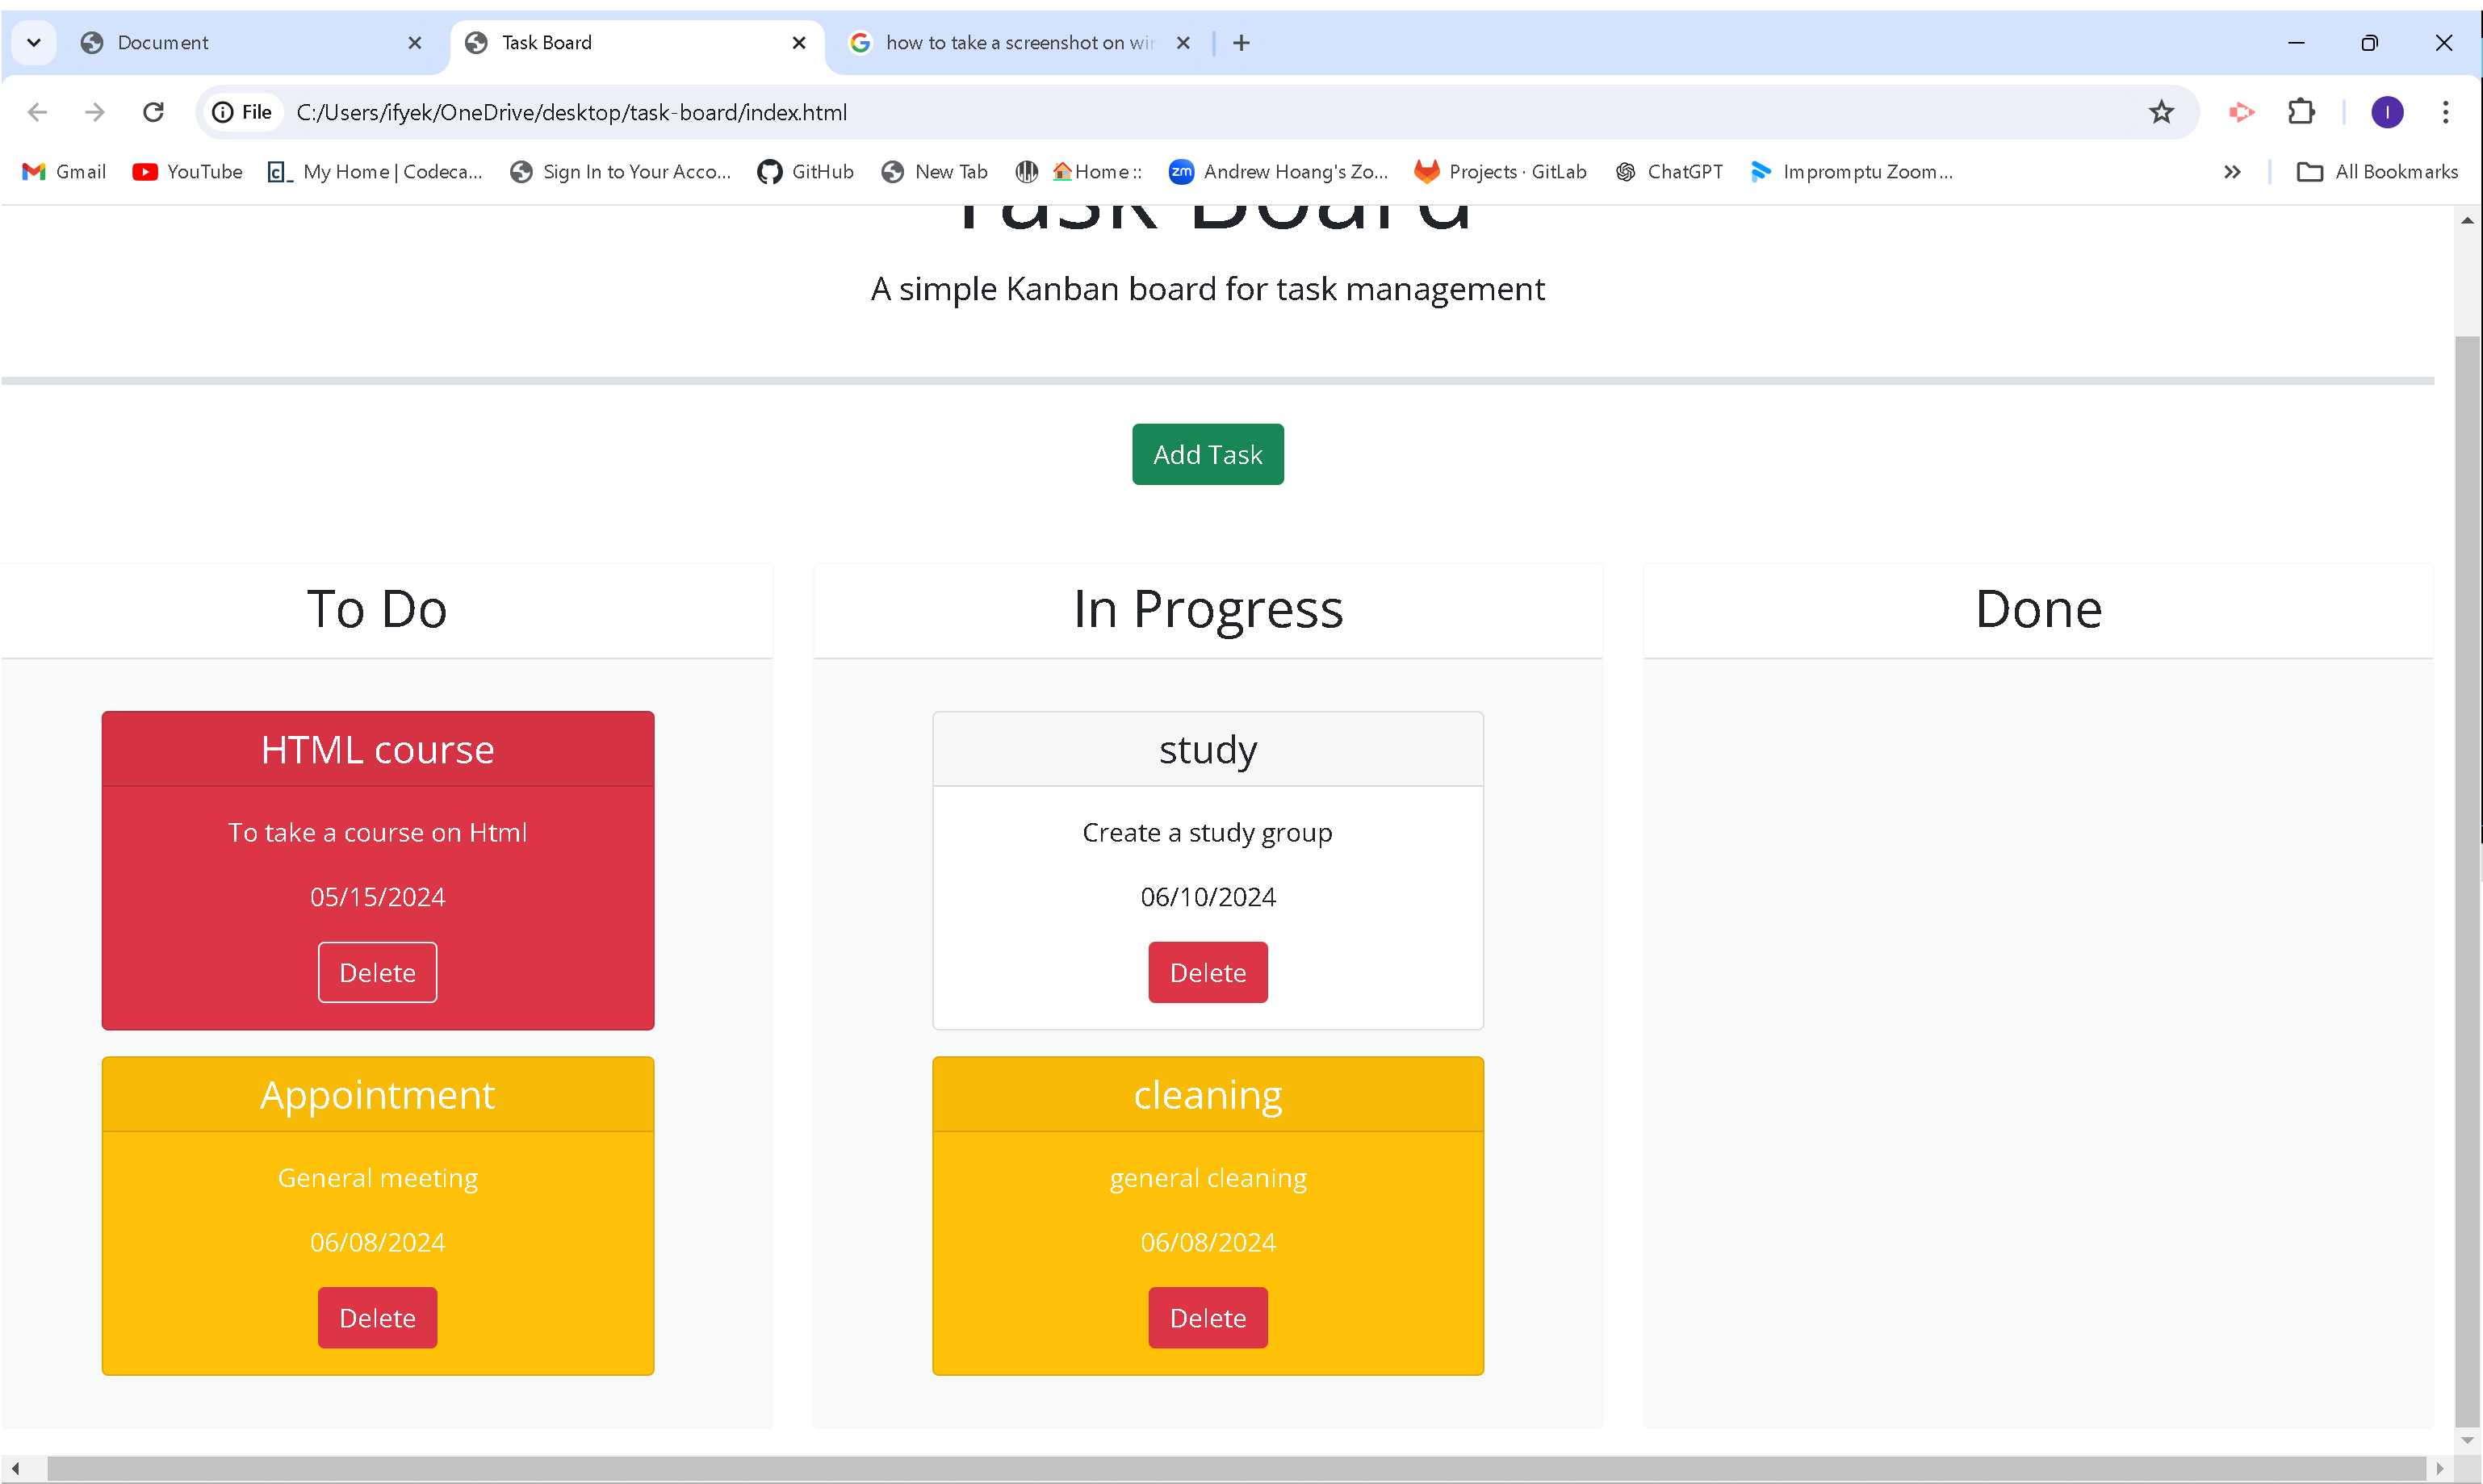 Document
Task Board
how to take a screenshot on wi
File
C:/Users/ifyek/OneDrive/desktop/task-board/index.html
I
Gmail
YouTube
My Home | Codeca...
Sign In to Your Acco...
GitHub
New Tab
Home ::
zm
Andrew Hoang's Zo...
Projects · GitLab
ChatGPT
Impromptu Zoom...
All Bookmarks
Task Board
A simple Kanban board for task management
Add Task
To Do
HTML course
To take a course on Html
05/15/2024
Delete
Appointment
General meeting
06/08/2024
Delete
In Progress
study
Create a study group
06/10/2024
Delete
cleaning
general cleaning
06/08/2024
Delete
Done